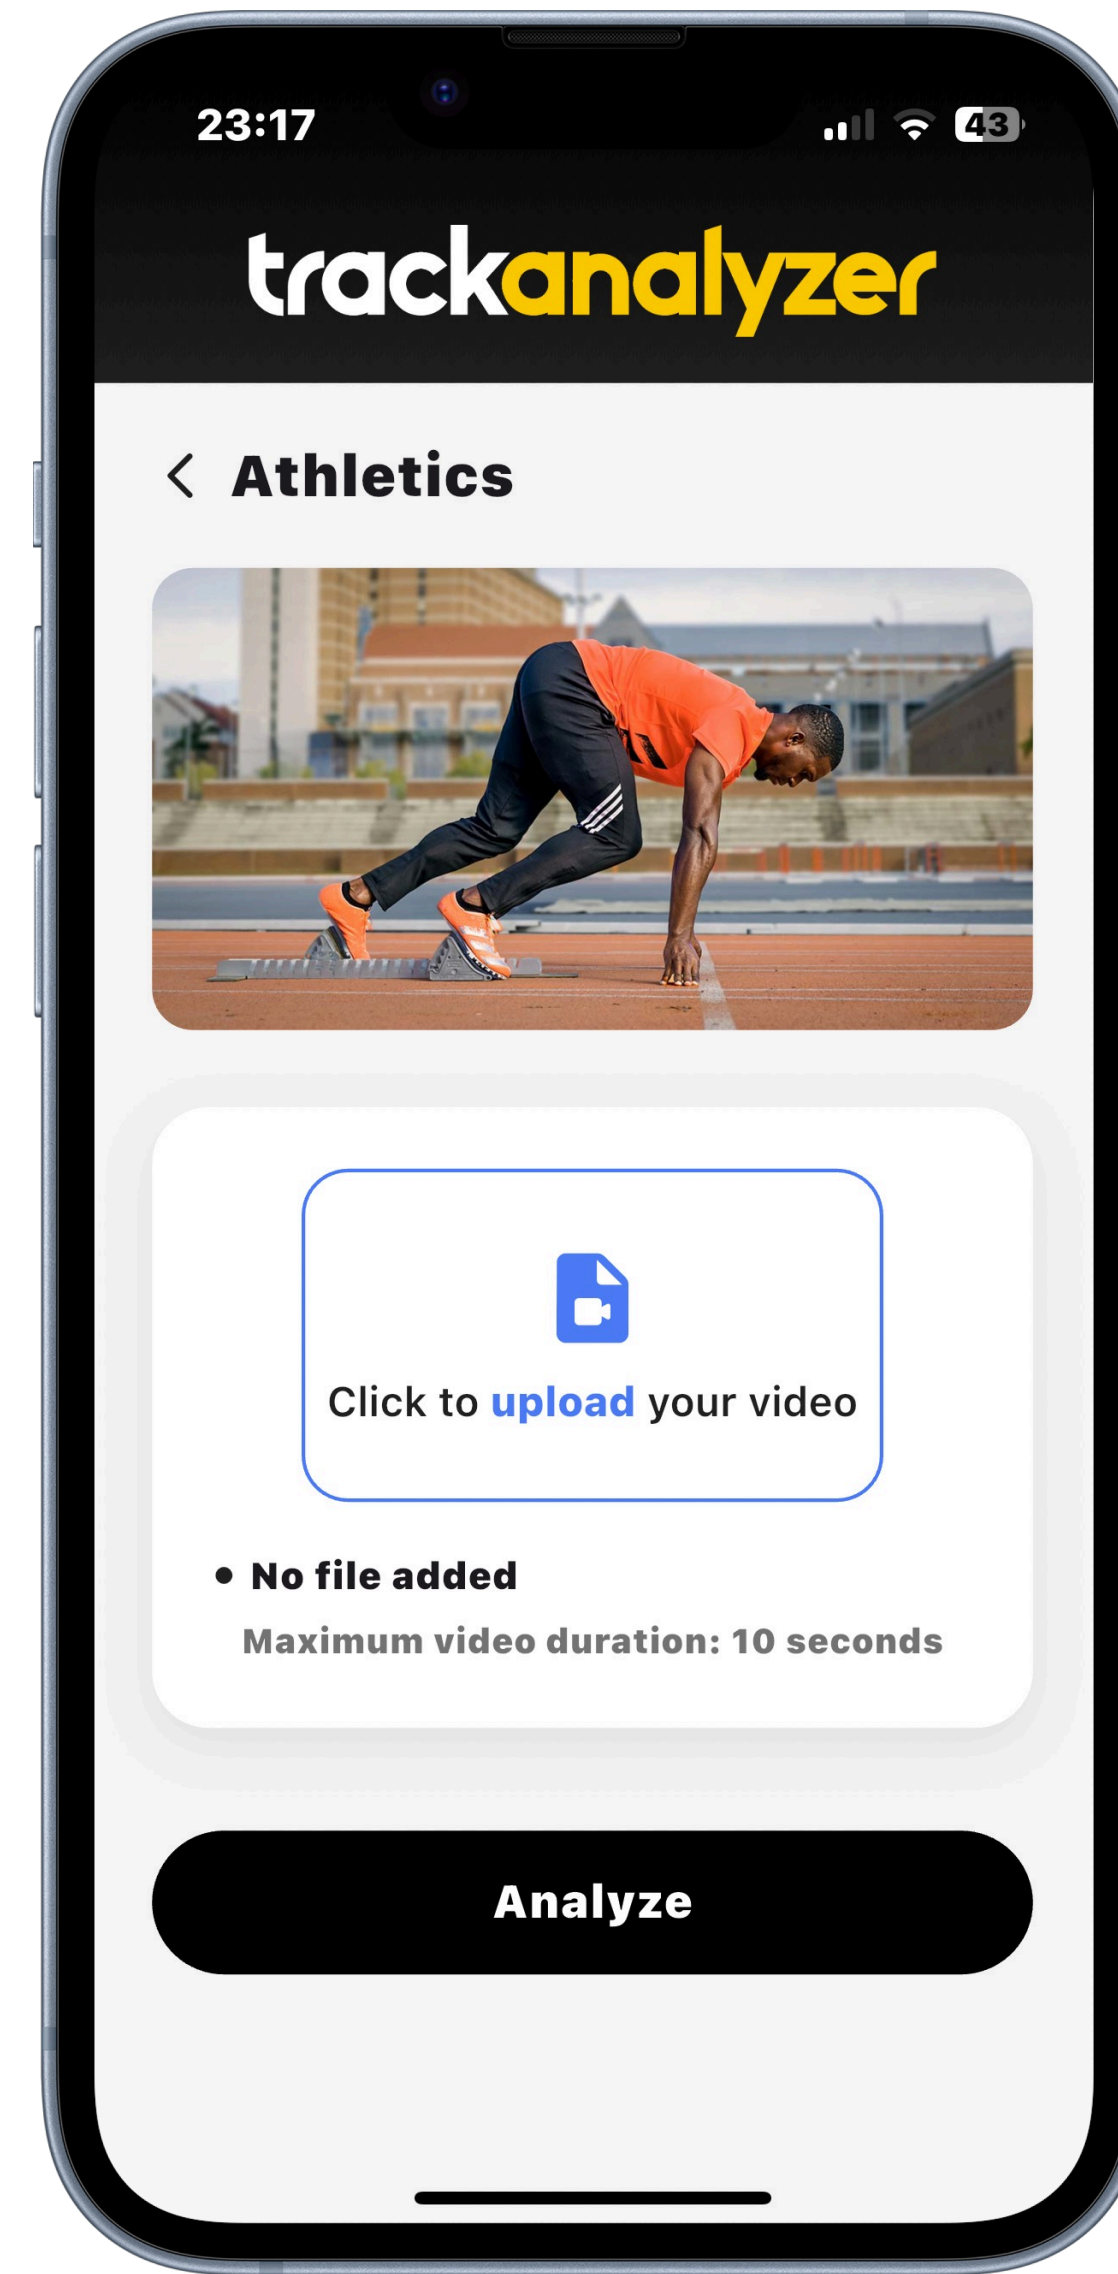 23:17
43
trackanalyzer
Athletics
Click to upload your video
• No file added
Maximum video duration: 10 seconds
Analyze